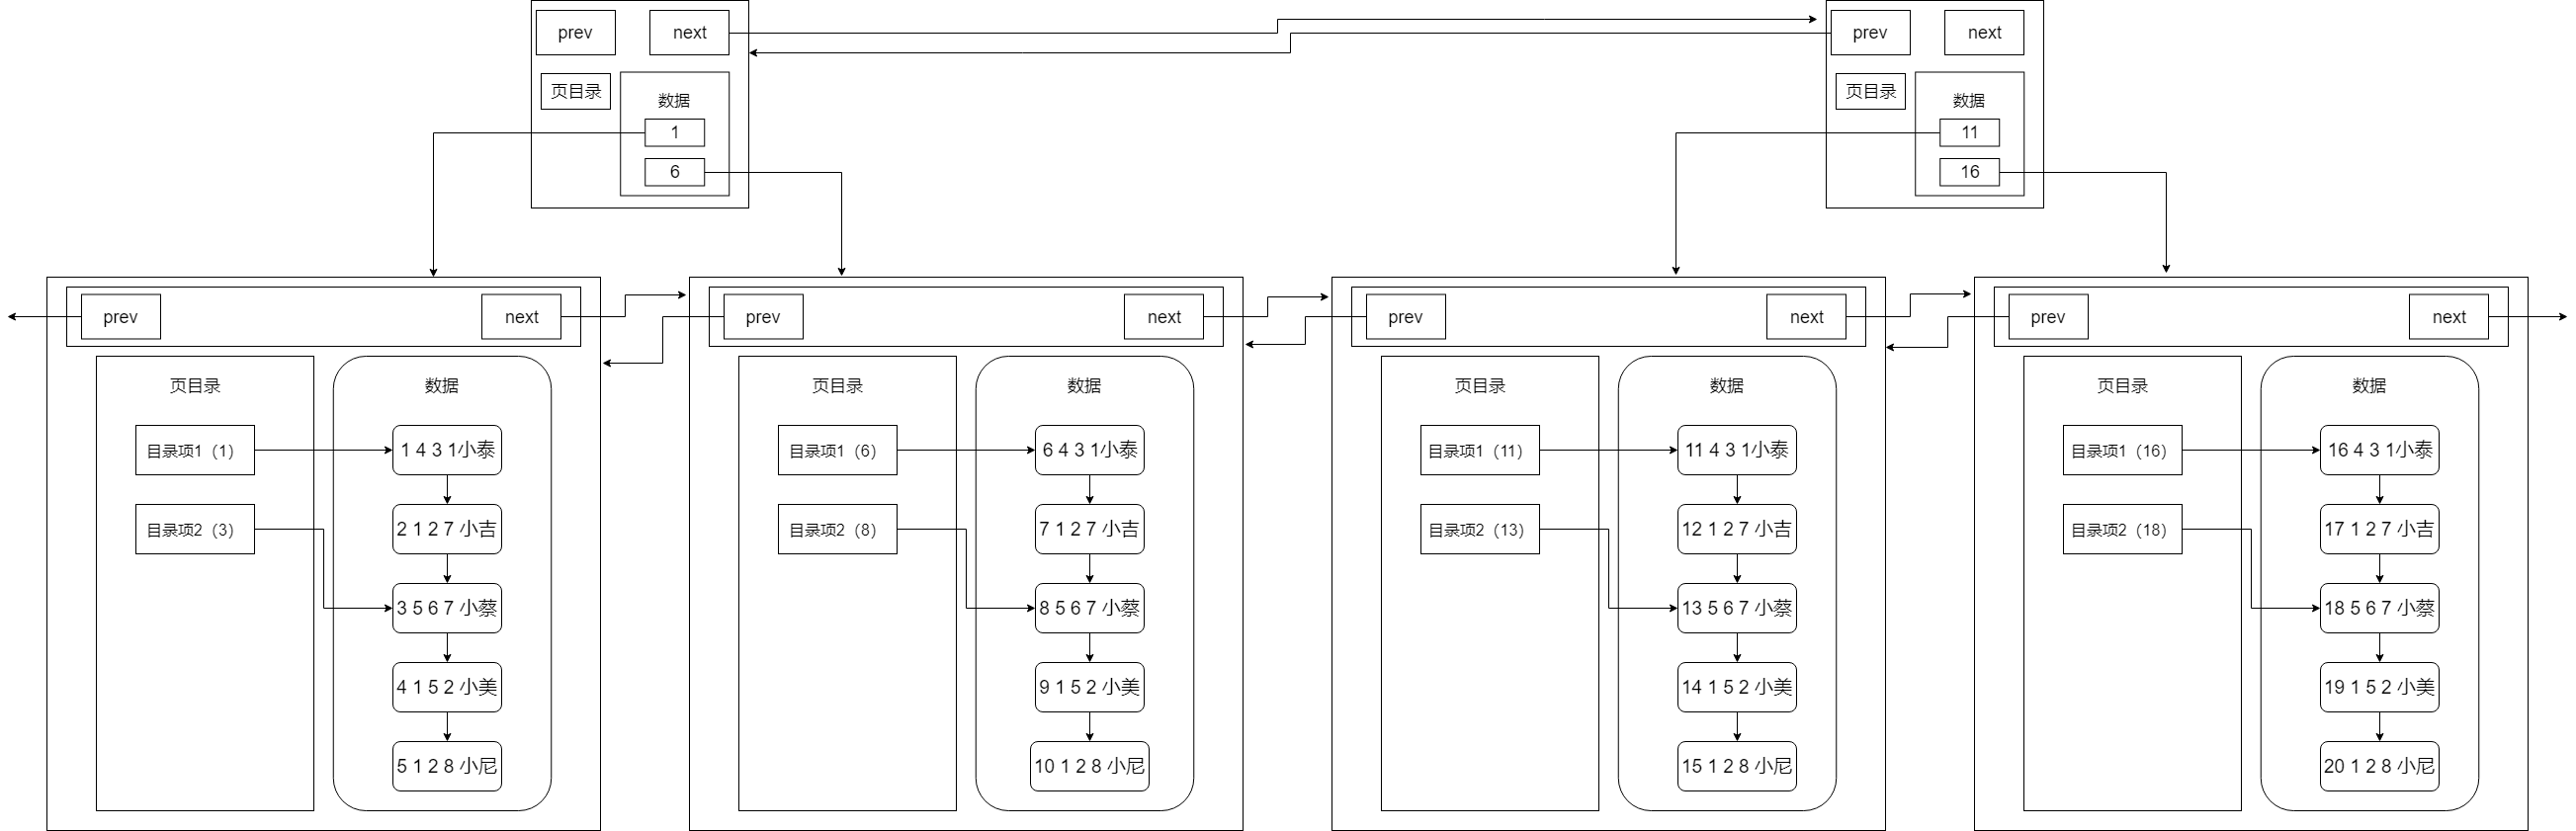 prev
next
页目录
数据
1
6
prev
next
页目录
数据
11
16
prev
next
页目录
目录项1（1）
目录项2（3）
数据
1 4 3 1小泰
2 1 2 7 小吉
3 5 6 7 小蔡
4 1 5 2 小美
5 1 2 8 小尼
prev
next
页目录
目录项1（6）
目录项2（8）
数据
6 4 3 1小泰
7 1 2 7 小吉
8 5 6 7 小蔡
9 1 5 2 小美
10 1 2 8 小尼
prev
next
页目录
目录项1（11）
目录项2（13）
数据
11 4 3 1小泰
12 1 2 7 小吉
13 5 6 7 小蔡
14 1 5 2 小美
15 1 2 8 小尼
prev
next
页目录
目录项1（16）
目录项2（18）
数据
16 4 3 1小泰
17 1 2 7 小吉
18 5 6 7 小蔡
19 1 5 2 小美
20 1 2 8 小尼